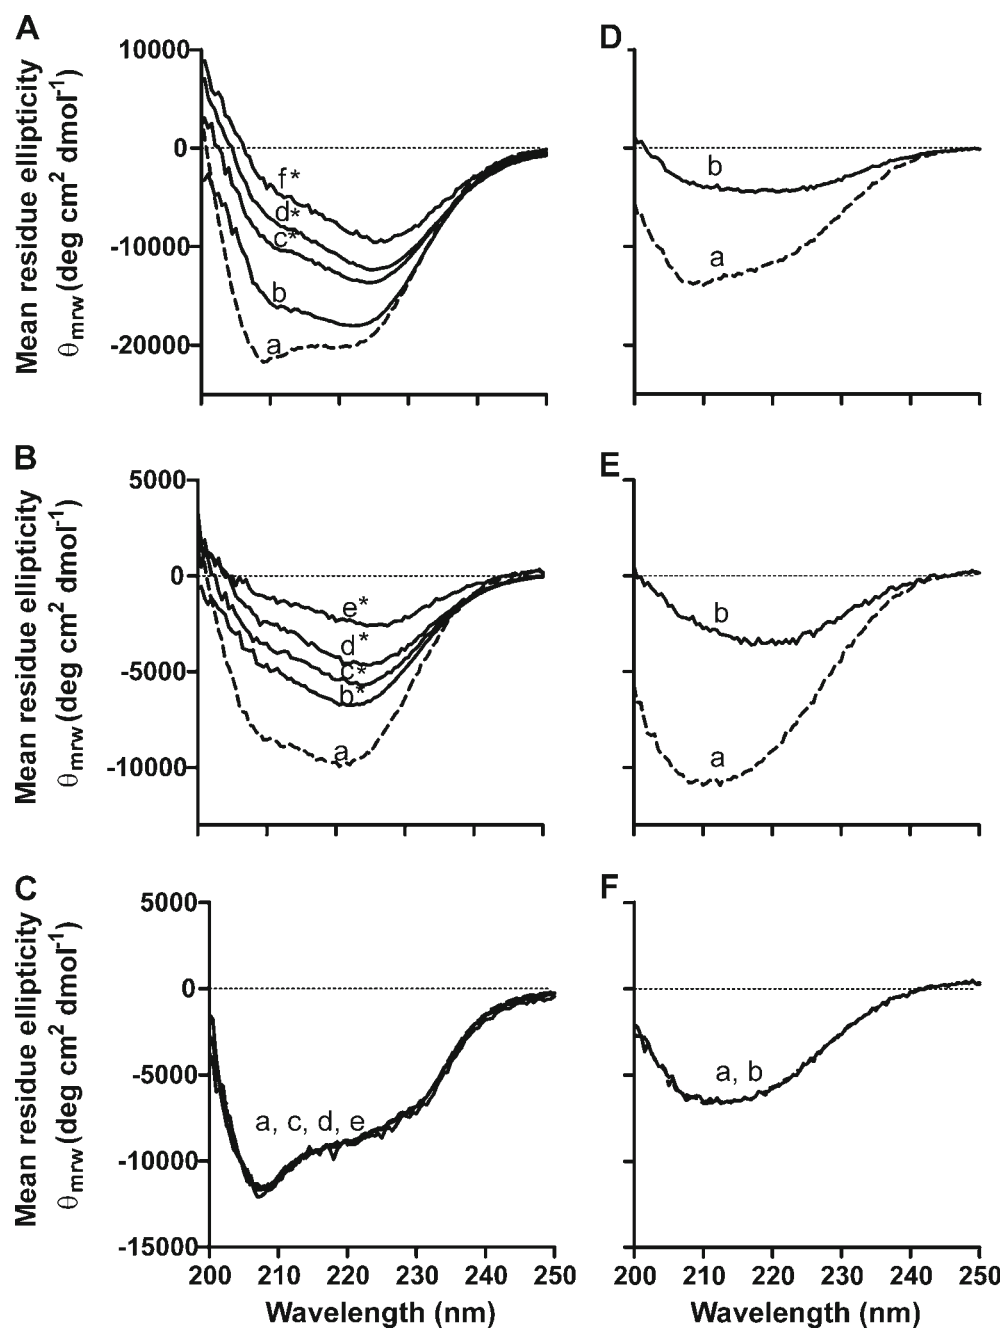 A
Mean residue ellipticity
θmrw(deg cm² dmol⁻¹)
10000
0
-10000
-20000
f*
d*
c*
b
a
D
b
a
B
Mean residue ellipticity
θmrw(deg cm² dmol⁻¹)
5000
0
-5000
-10000
e*
d*
c*
b*
a
E
b
a
C
Mean residue ellipticity
θmrw(deg cm² dmol⁻¹)
5000
0
-5000
-10000
-15000
a, c, d, e
200 210 220 230 240 250
Wavelength (nm)
F
a, b
200 210 220 230 240 250
Wavelength (nm)